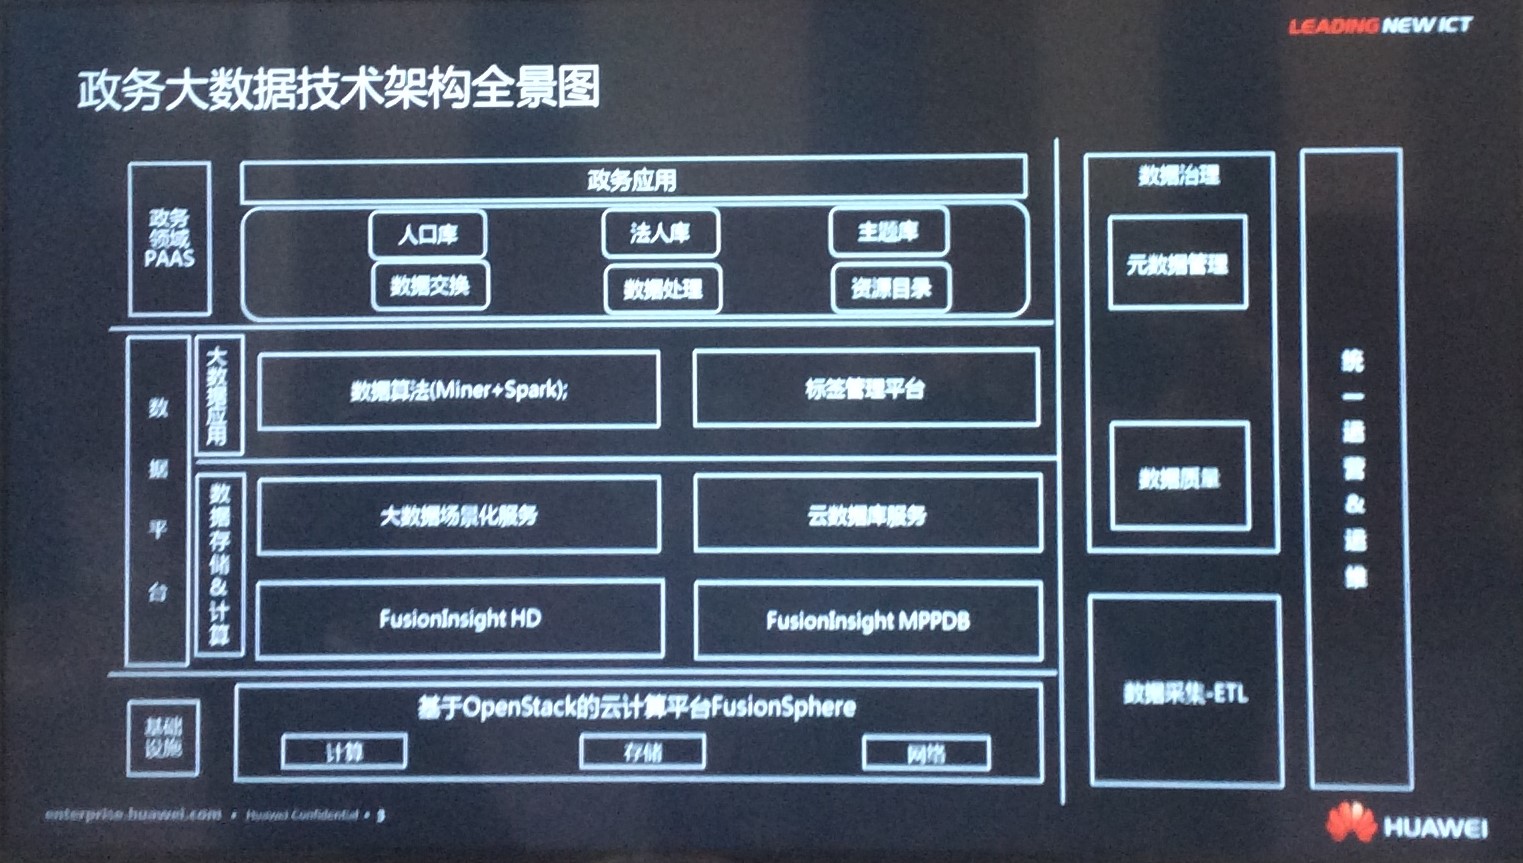 LEADING NEW ICT
政务大数据技术架构全景图
政务
领域
PAAS
政务应用
人口库
法人库
主题库
数据交换
数据处理
资源目录
数据平台
大数据应用
数据算法(Miner+Spark);
标签管理平台
数据存储&计算
大数据场景化服务
云数据库服务
FusionInsight HD
FusionInsight MPPDB
基础
设施
基于OpenStack的云计算平台FusionSphere
计算
存储
网络
数据治理
元数据管理
数据质量
数据采集-ETL
统一运营&运维
enterprise.huawei.com • Huawei Confidential •
HUAWEI